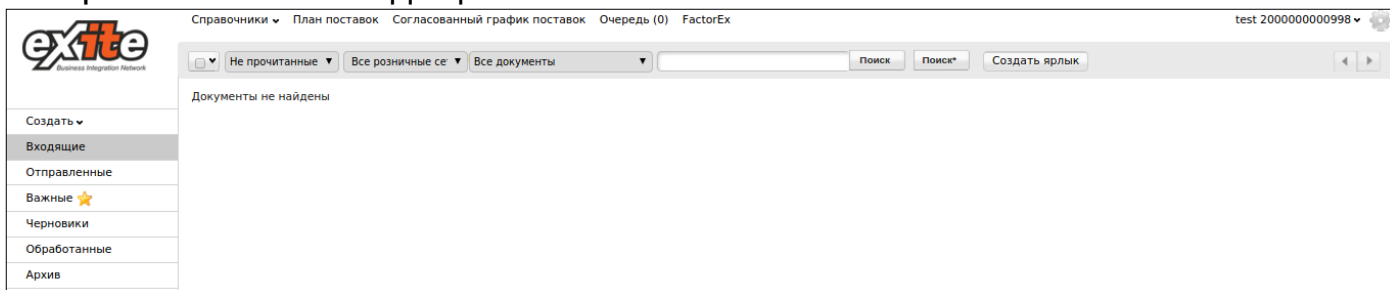 Справочники План поставок Согласованный график поставок Очередь (0) FactorEx test 2000000000998
exite
Business Integration Network
Не прочитанные Все розничные се Все документы Поиск Поиск* Создать ярлык
Документы не найдены
Создать
Входящие
Отправленные
Важные
Черновики
Обработанные
Архив